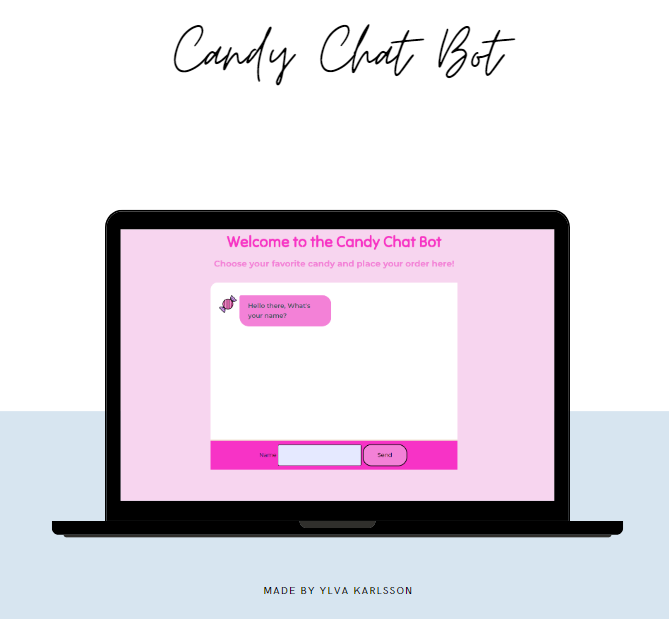 Candy Chat Bot
Welcome to the Candy Chat Bot
Choose your favorite candy and place your order here!
Hello there, What's
your name?
Name
Send
MADE BY YLVA KARLSSON